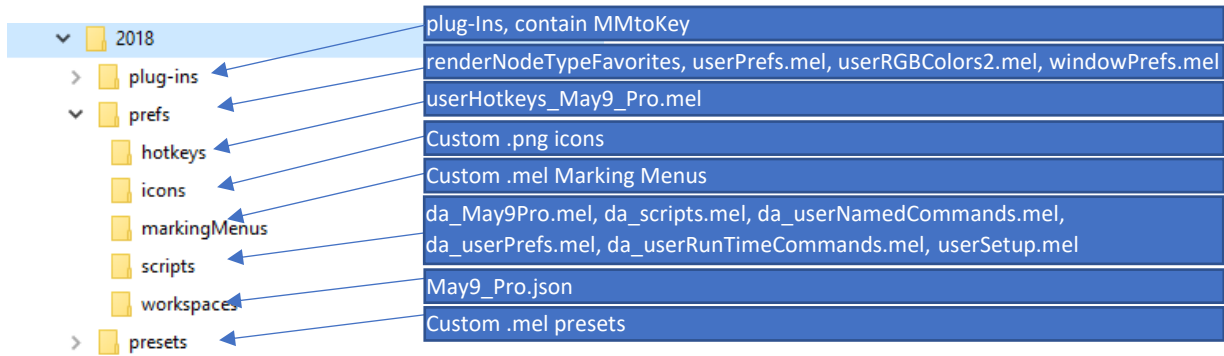 2018
plug-ins
prefs
hotkeys
icons
markingMenus
scripts
workspaces
presets
plug-Ins, contain MMtoKey
renderNodeTypeFavorites, userPrefs.mel, userRGBColors2.mel, windowPrefs.mel
userHotkeys_May9_Pro.mel
Custom .png icons
Custom .mel Marking Menus
da_May9Pro.mel, da_scripts.mel, da_userNamedCommands.mel,
da_userPrefs.mel, da_userRunTimeCommands.mel, userSetup.mel
May9_Pro.json
Custom .mel presets